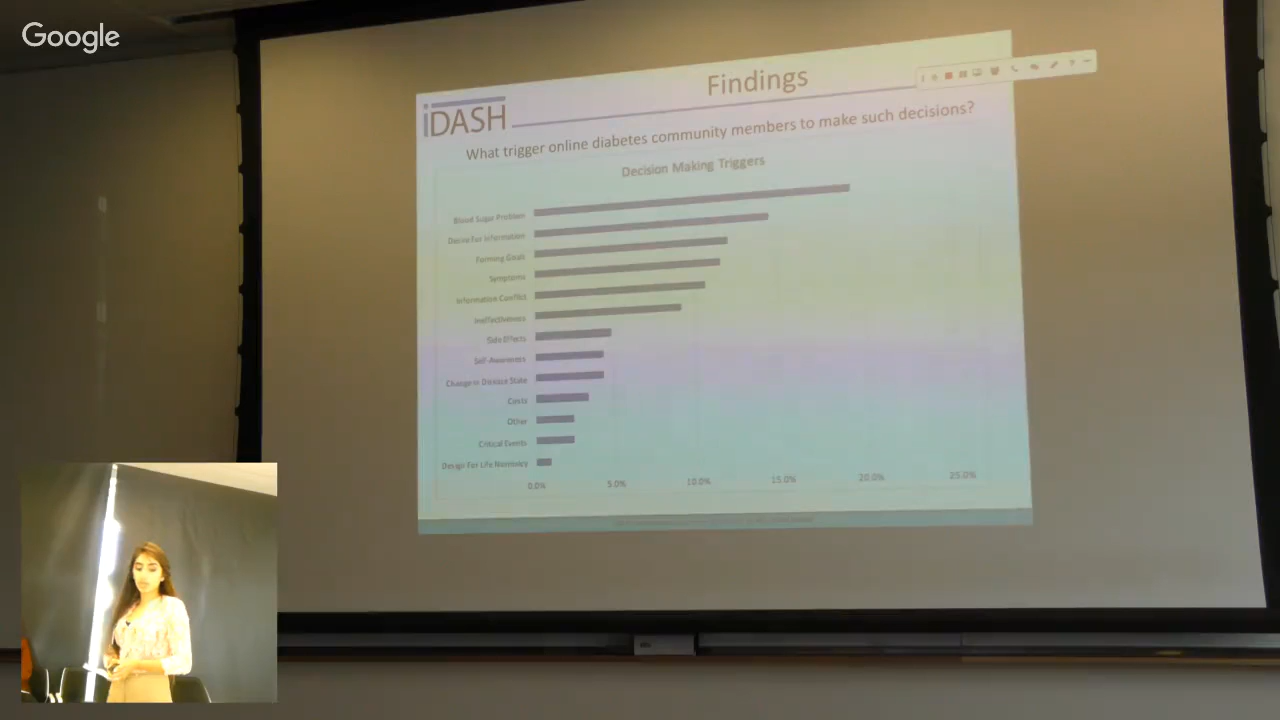 Google
iDASH
Findings
What trigger online diabetes community members to make such decisions?
Decision Making Triggers
Blood Sugar Problem
Desire For Information
Forming Goals
Symptoms
Information Conflict
Ineffectiveness
Side Effects
Self-Awareness
Change in Disease State
Costs
Other
Critical Events
Design For Life Normalcy
0.0%
5.0%
10.0%
15.0%
20.0%
25.0%